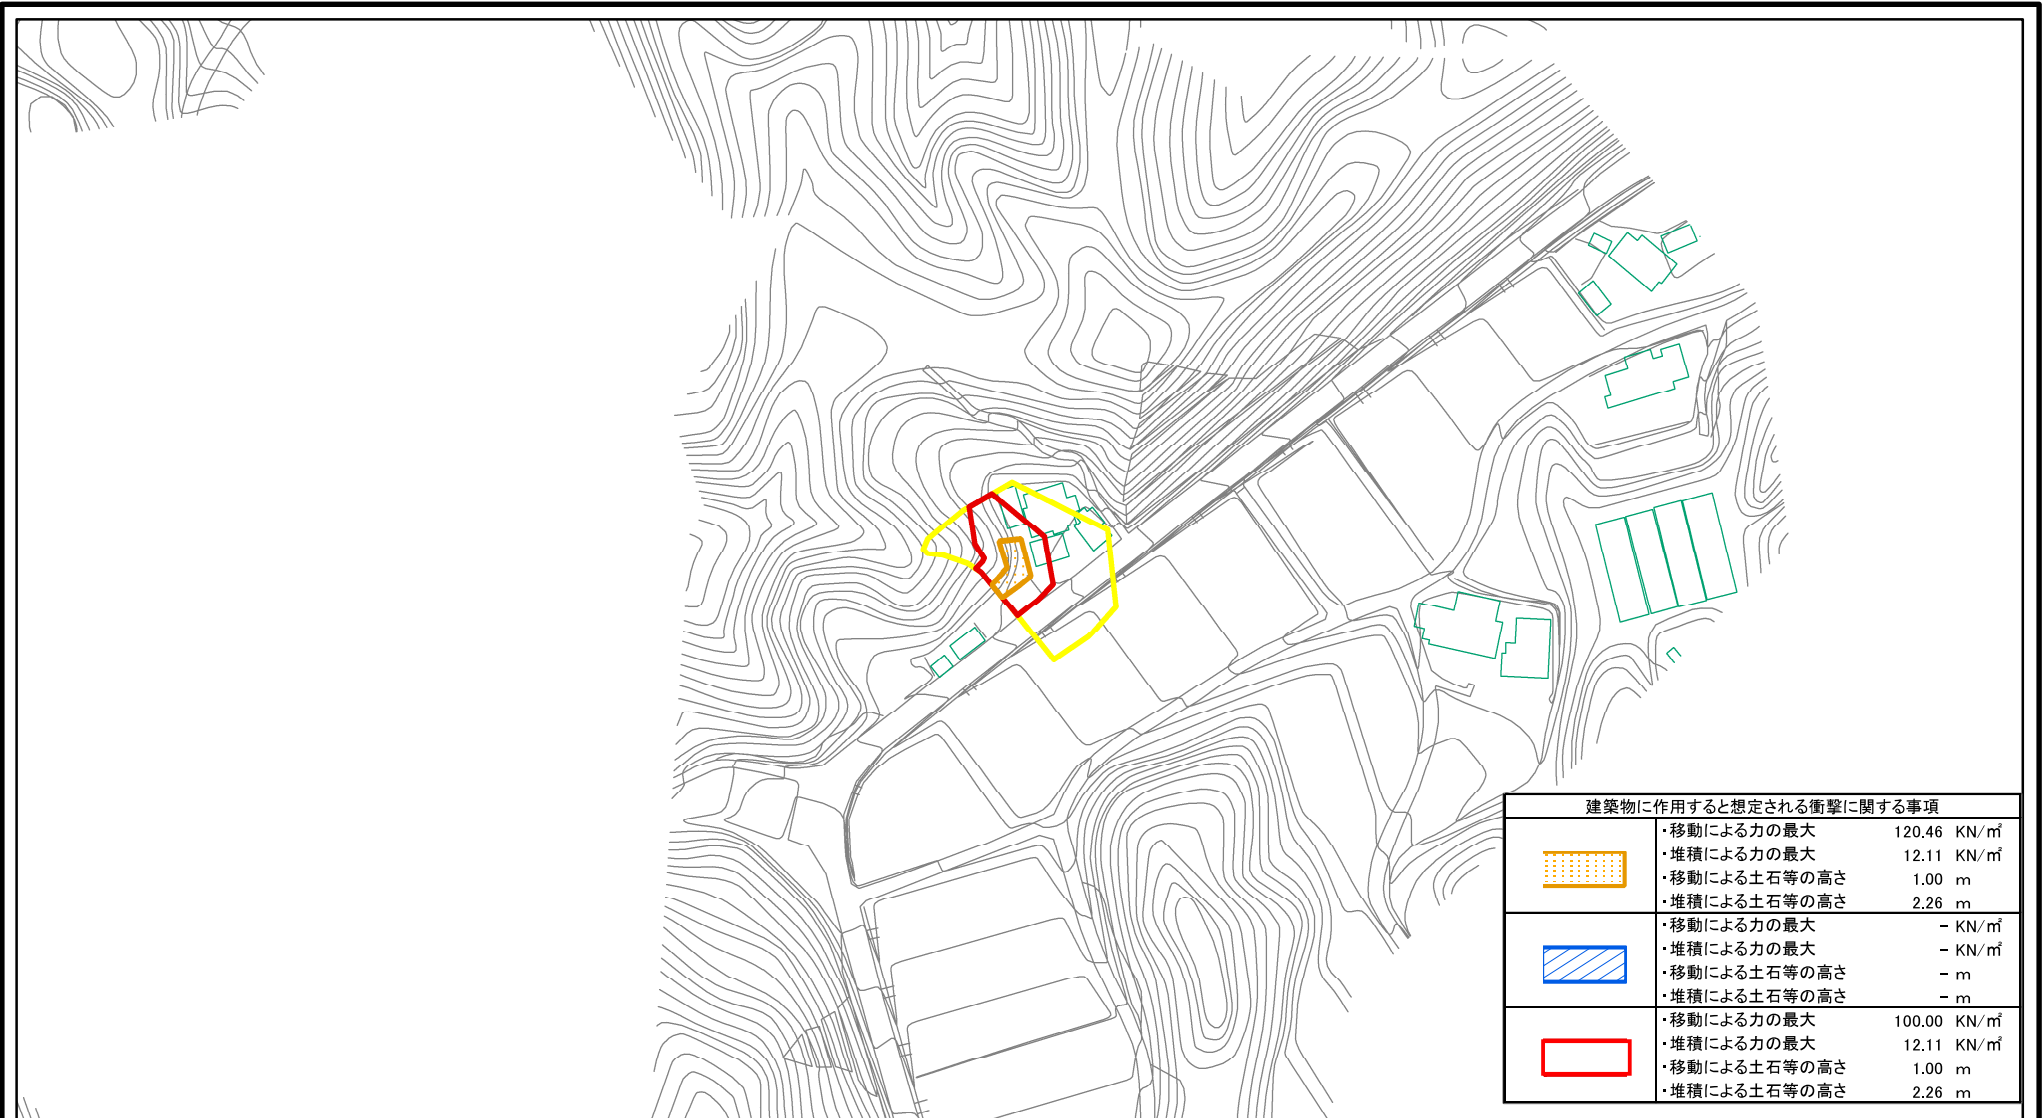 建築物に作用すると想定される衝撃に関する事項
・移動による力の最大 120.46 KN/㎡
・堆積による力の最大 12.11 KN/㎡
・移動による土石等の高さ 1.00 m
・堆積による土石等の高さ 2.26 m
・移動による力の最大 - KN/㎡
・堆積による力の最大 - KN/㎡
・移動による土石等の高さ - m
・堆積による土石等の高さ - m
・移動による力の最大 100.00 KN/㎡
・堆積による力の最大 12.11 KN/㎡
・移動による土石等の高さ 1.00 m
・堆積による土石等の高さ 2.26 m